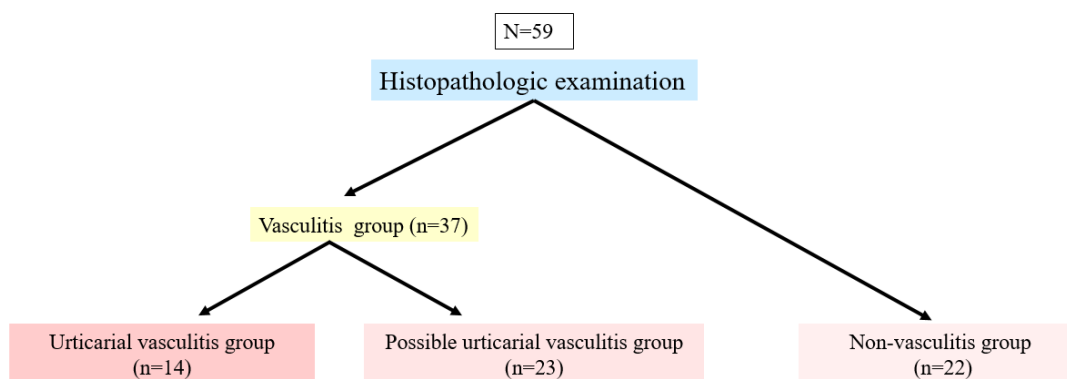 N=59
Histopathologic examination
Vasculitis group (n=37)
Urticarial vasculitis group
(n=14)
Possible urticarial vasculitis group
(n=23)
Non-vasculitis group
(n=22)